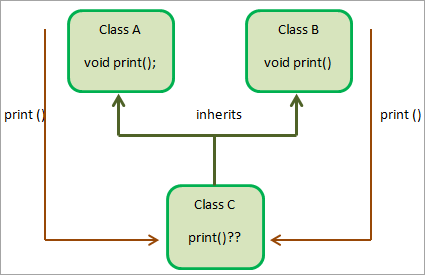 Class A
void print();
Class B
void print()
print ()
inherits
print ()
Class C
print()??